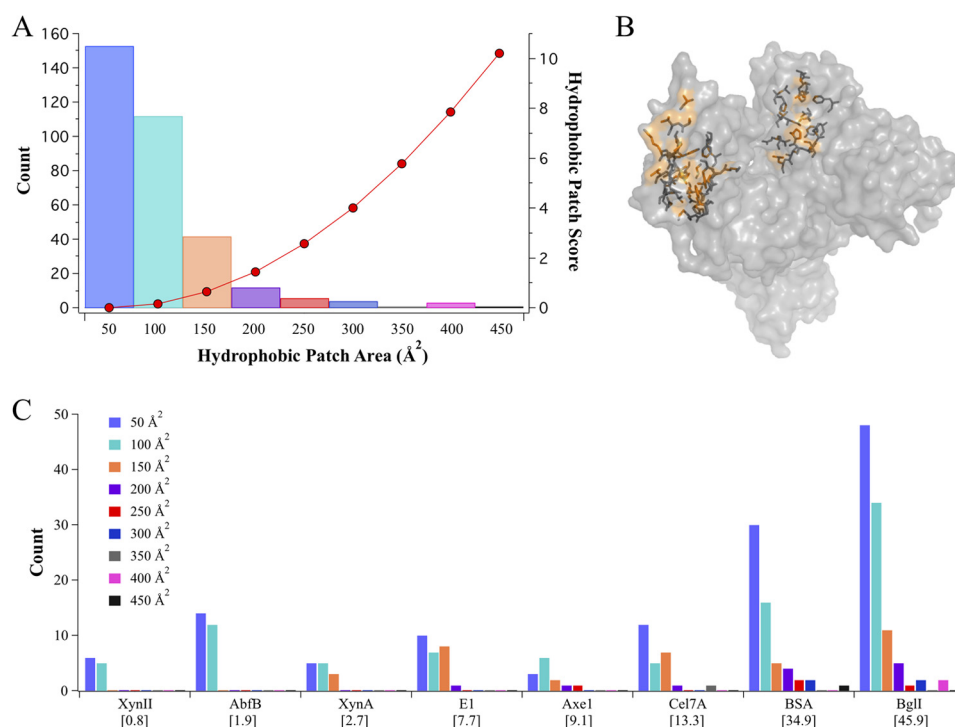 A
B
160
140
120
100
80
60
40
20
0
Count
10
8
6
4
2
0
Hydrophobic Patch Score
50 100 150 200 250 300 350 400 450
Hydrophobic Patch Area (Å²)
C
50
40
30
20
10
0
Count
50 Å²
100 Å²
150 Å²
200 Å²
250 Å²
300 Å²
350 Å²
400 Å²
450 Å²
XynII AbfB XynA E1 Axe1 Cel7A BSA BglI
[0.8] [1.9] [2.7] [7.7] [9.1] [13.3] [34.9] [45.9]